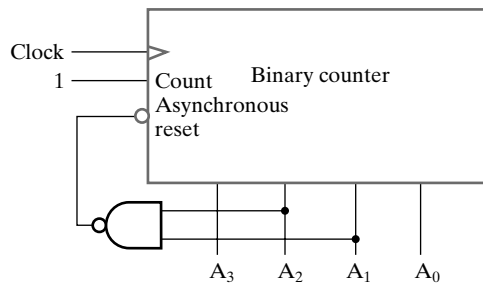 Clock
1
Count
Binary counter
Asynchronous
reset
A3 A2 A1 A0